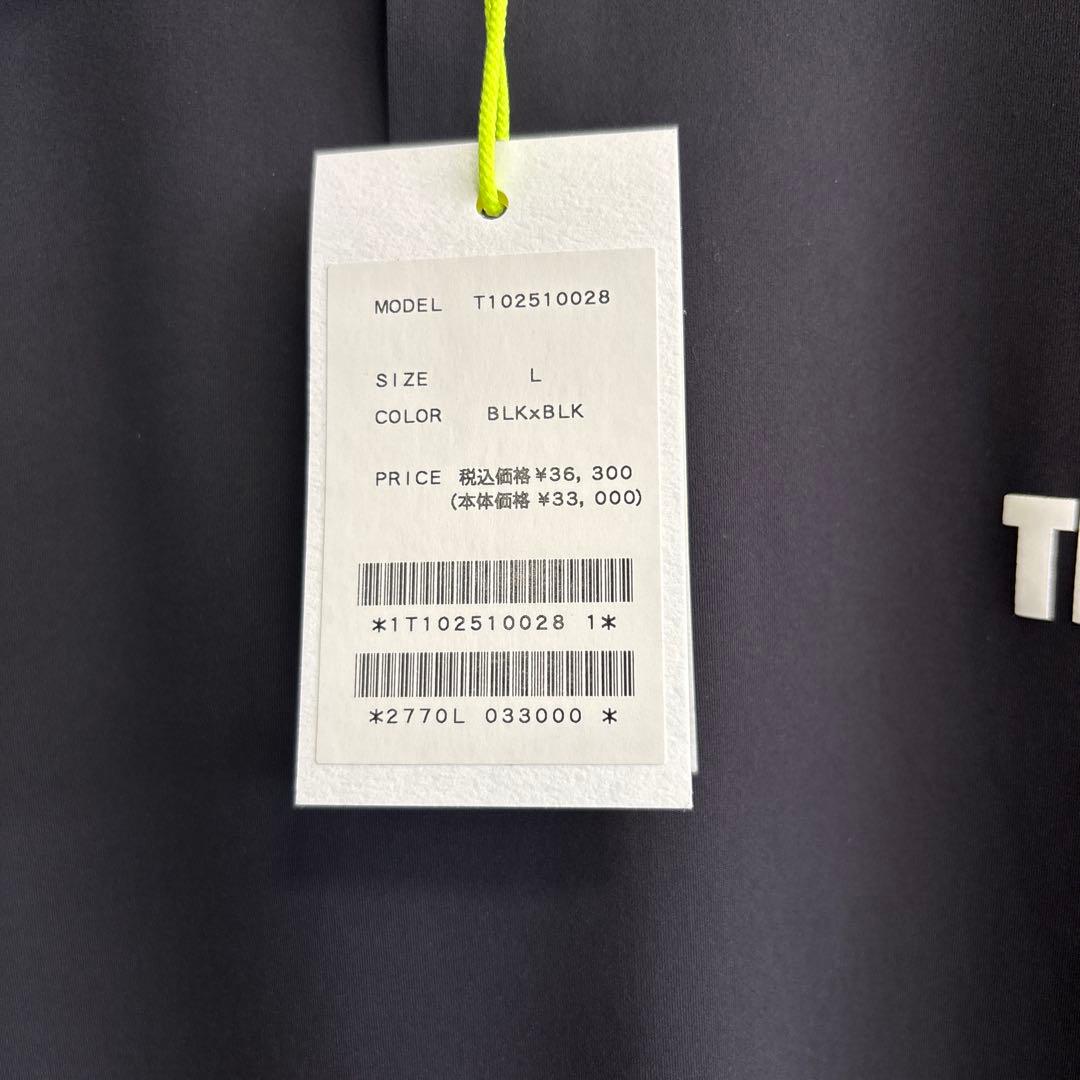 MODEL T102510028
SIZE L
COLOR BLKxBLK
PRICE 税込価格 ¥36, 300
(本体価格 ¥33, 000)
*1T102510028 1*
*2770L 033000 *
T